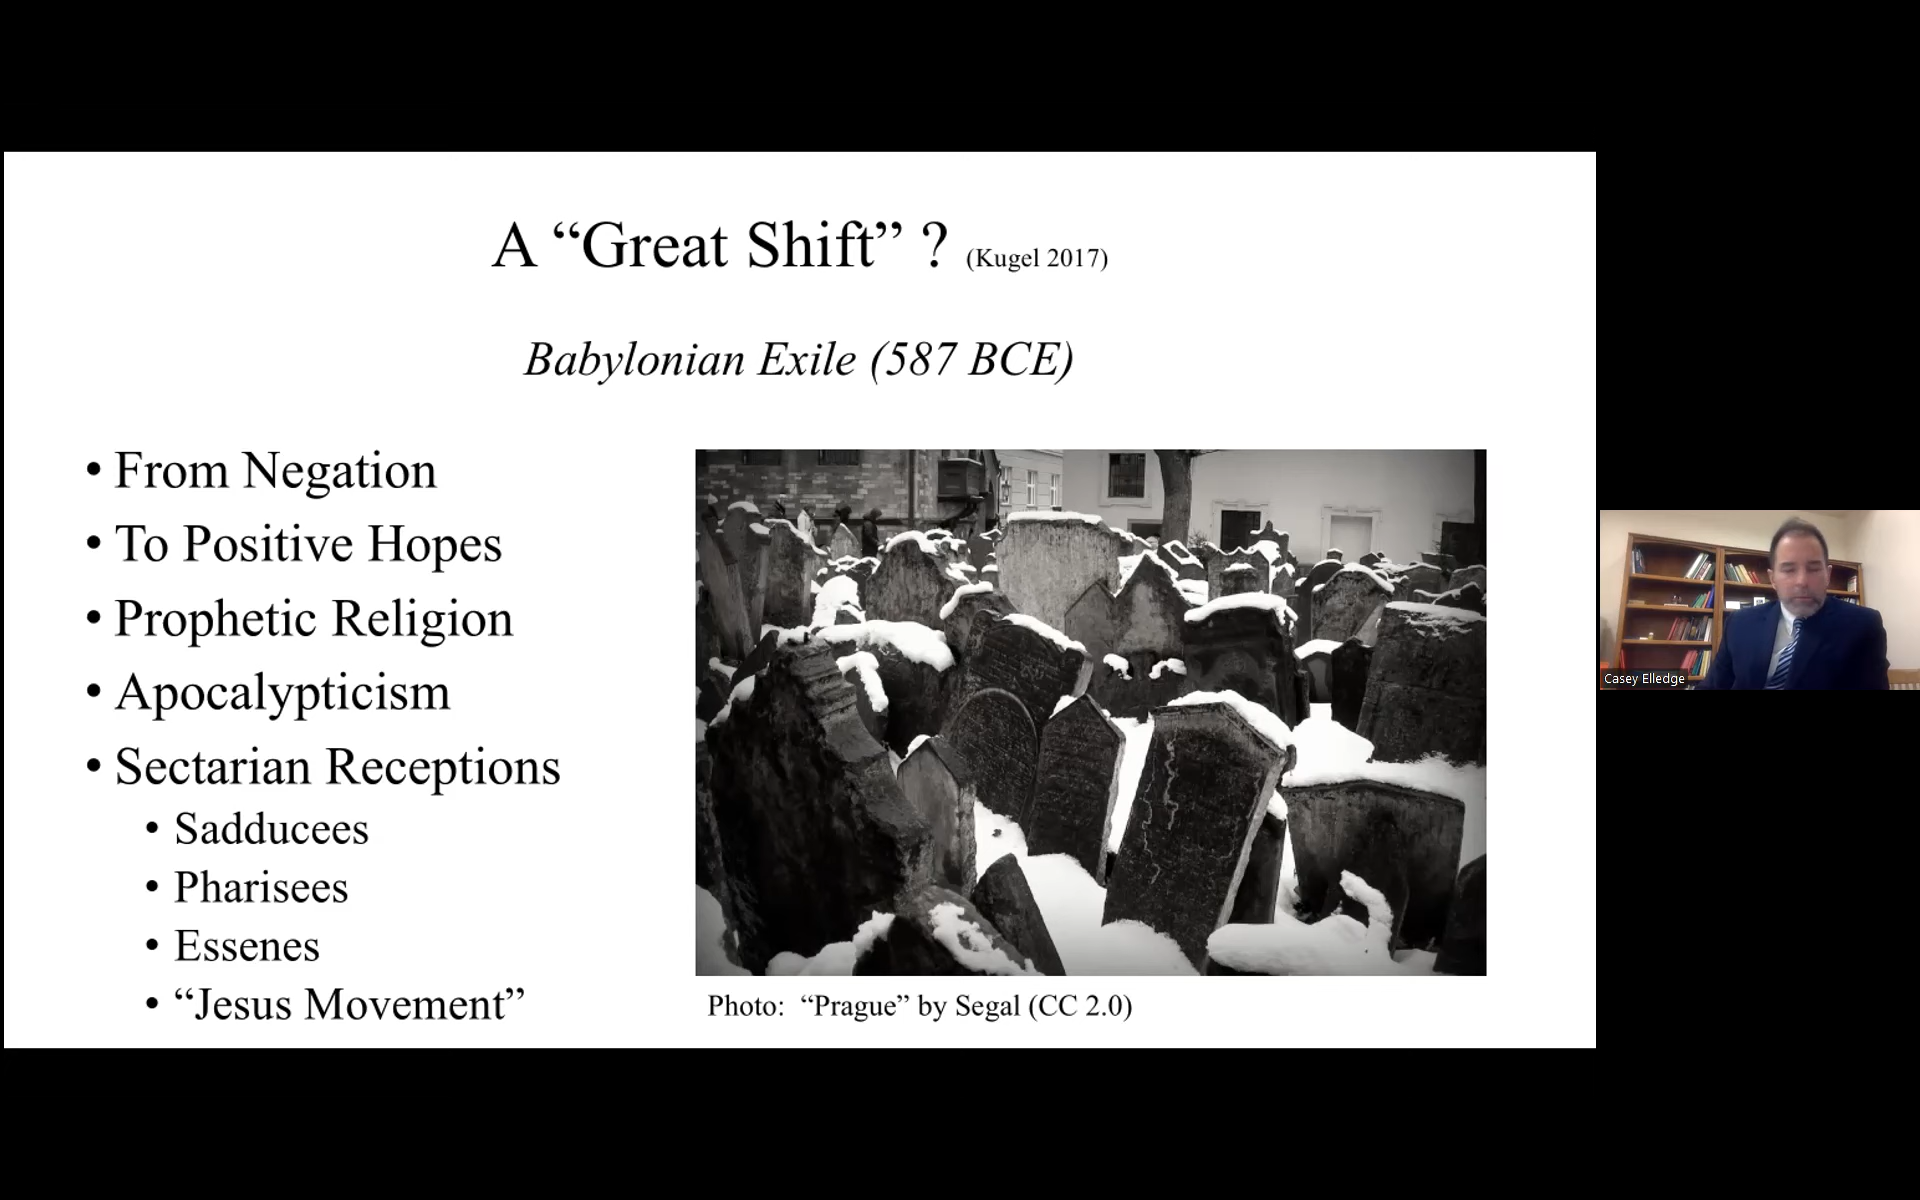 A “Great Shift” ? (Kugel 2017)
Babylonian Exile (587 BCE)
• From Negation
• To Positive Hopes
• Prophetic Religion
• Apocalypticism
• Sectarian Receptions
• Sadducees
• Pharisees
• Essenes
• “Jesus Movement”
Photo:  “Prague” by Segal (CC 2.0)
Casey Elledge